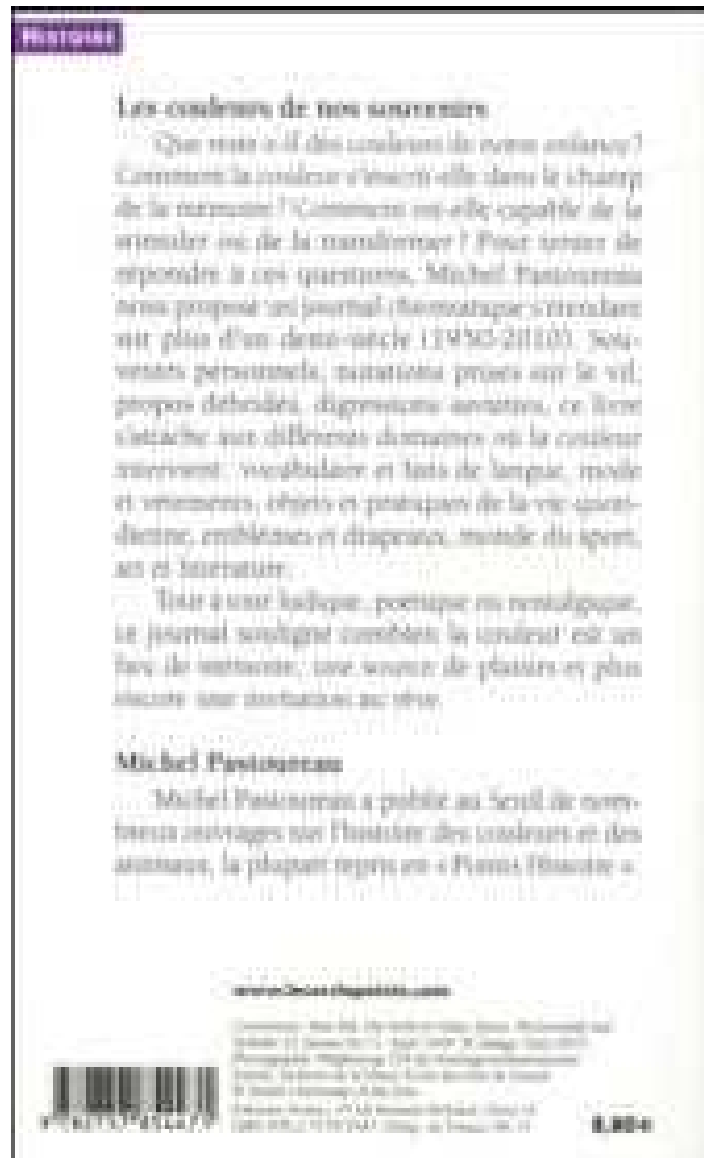 HISTOIRE
Les couleurs de nos souvenirs
Que reste-t-il des couleurs de notre enfance ?
Comment la couleur s'inscrit-elle dans le champ
de la mémoire ? Comment est-elle capable de la
stimuler ou de la transformer ? Pour tenter de
répondre à ces questions, Michel Pastoureau
nous propose un journal chromatique s'étendant
sur plus d'un demi-siècle (1950-2010). Sou-
venirs personnels, notations prises sur le vif,
propos débridés, digressions savantes, ce livre
s'attache aux différents domaines où la couleur
intervient: vocabulaire et faits de langue, mode
et vêtements, objets et pratiques de la vie quoti-
dienne, emblèmes et drapeaux, monde du sport,
art et littérature.
Tour à tour ludique, poétique ou nostalgique,
ce journal souligne combien la couleur est un
lieu de mémoire, une source de plaisirs et plus
encore une invitation au rêve.
Michel Pastoureau
Michel Pastoureau a publié au Seuil de nom-
breux ouvrages sur l'histoire des couleurs et des
animaux, la plupart repris en « Points Histoire ».